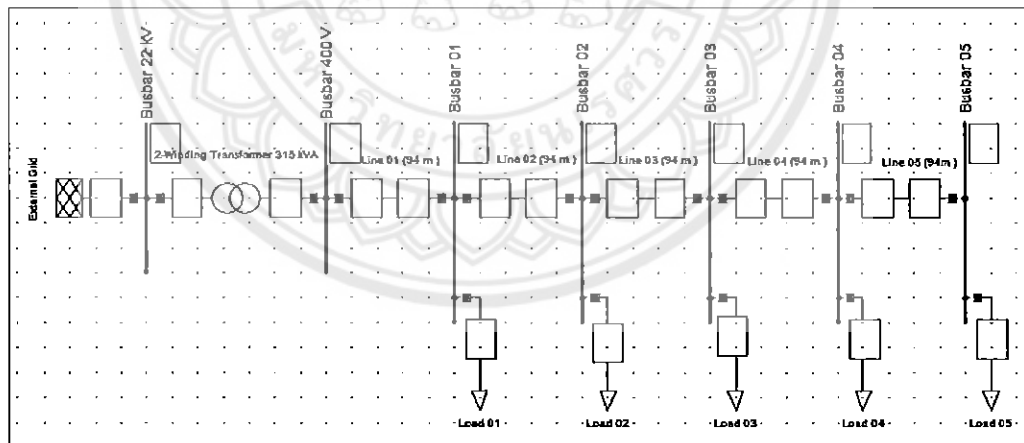 Busbar 22 KV
Busbar 400 V
Busbar 01
Busbar 02
Busbar 03
Busbar 04
Busbar 05
External Grid
2-Winding Transformer 315 kVA
Line 01 (94 m )
Line 02 (94 m )
Line 03 (94 m )
Line 04 (94 m )
Line 05 (94m )
Load 01
Load 02
Load 03
Load 04
Load 05